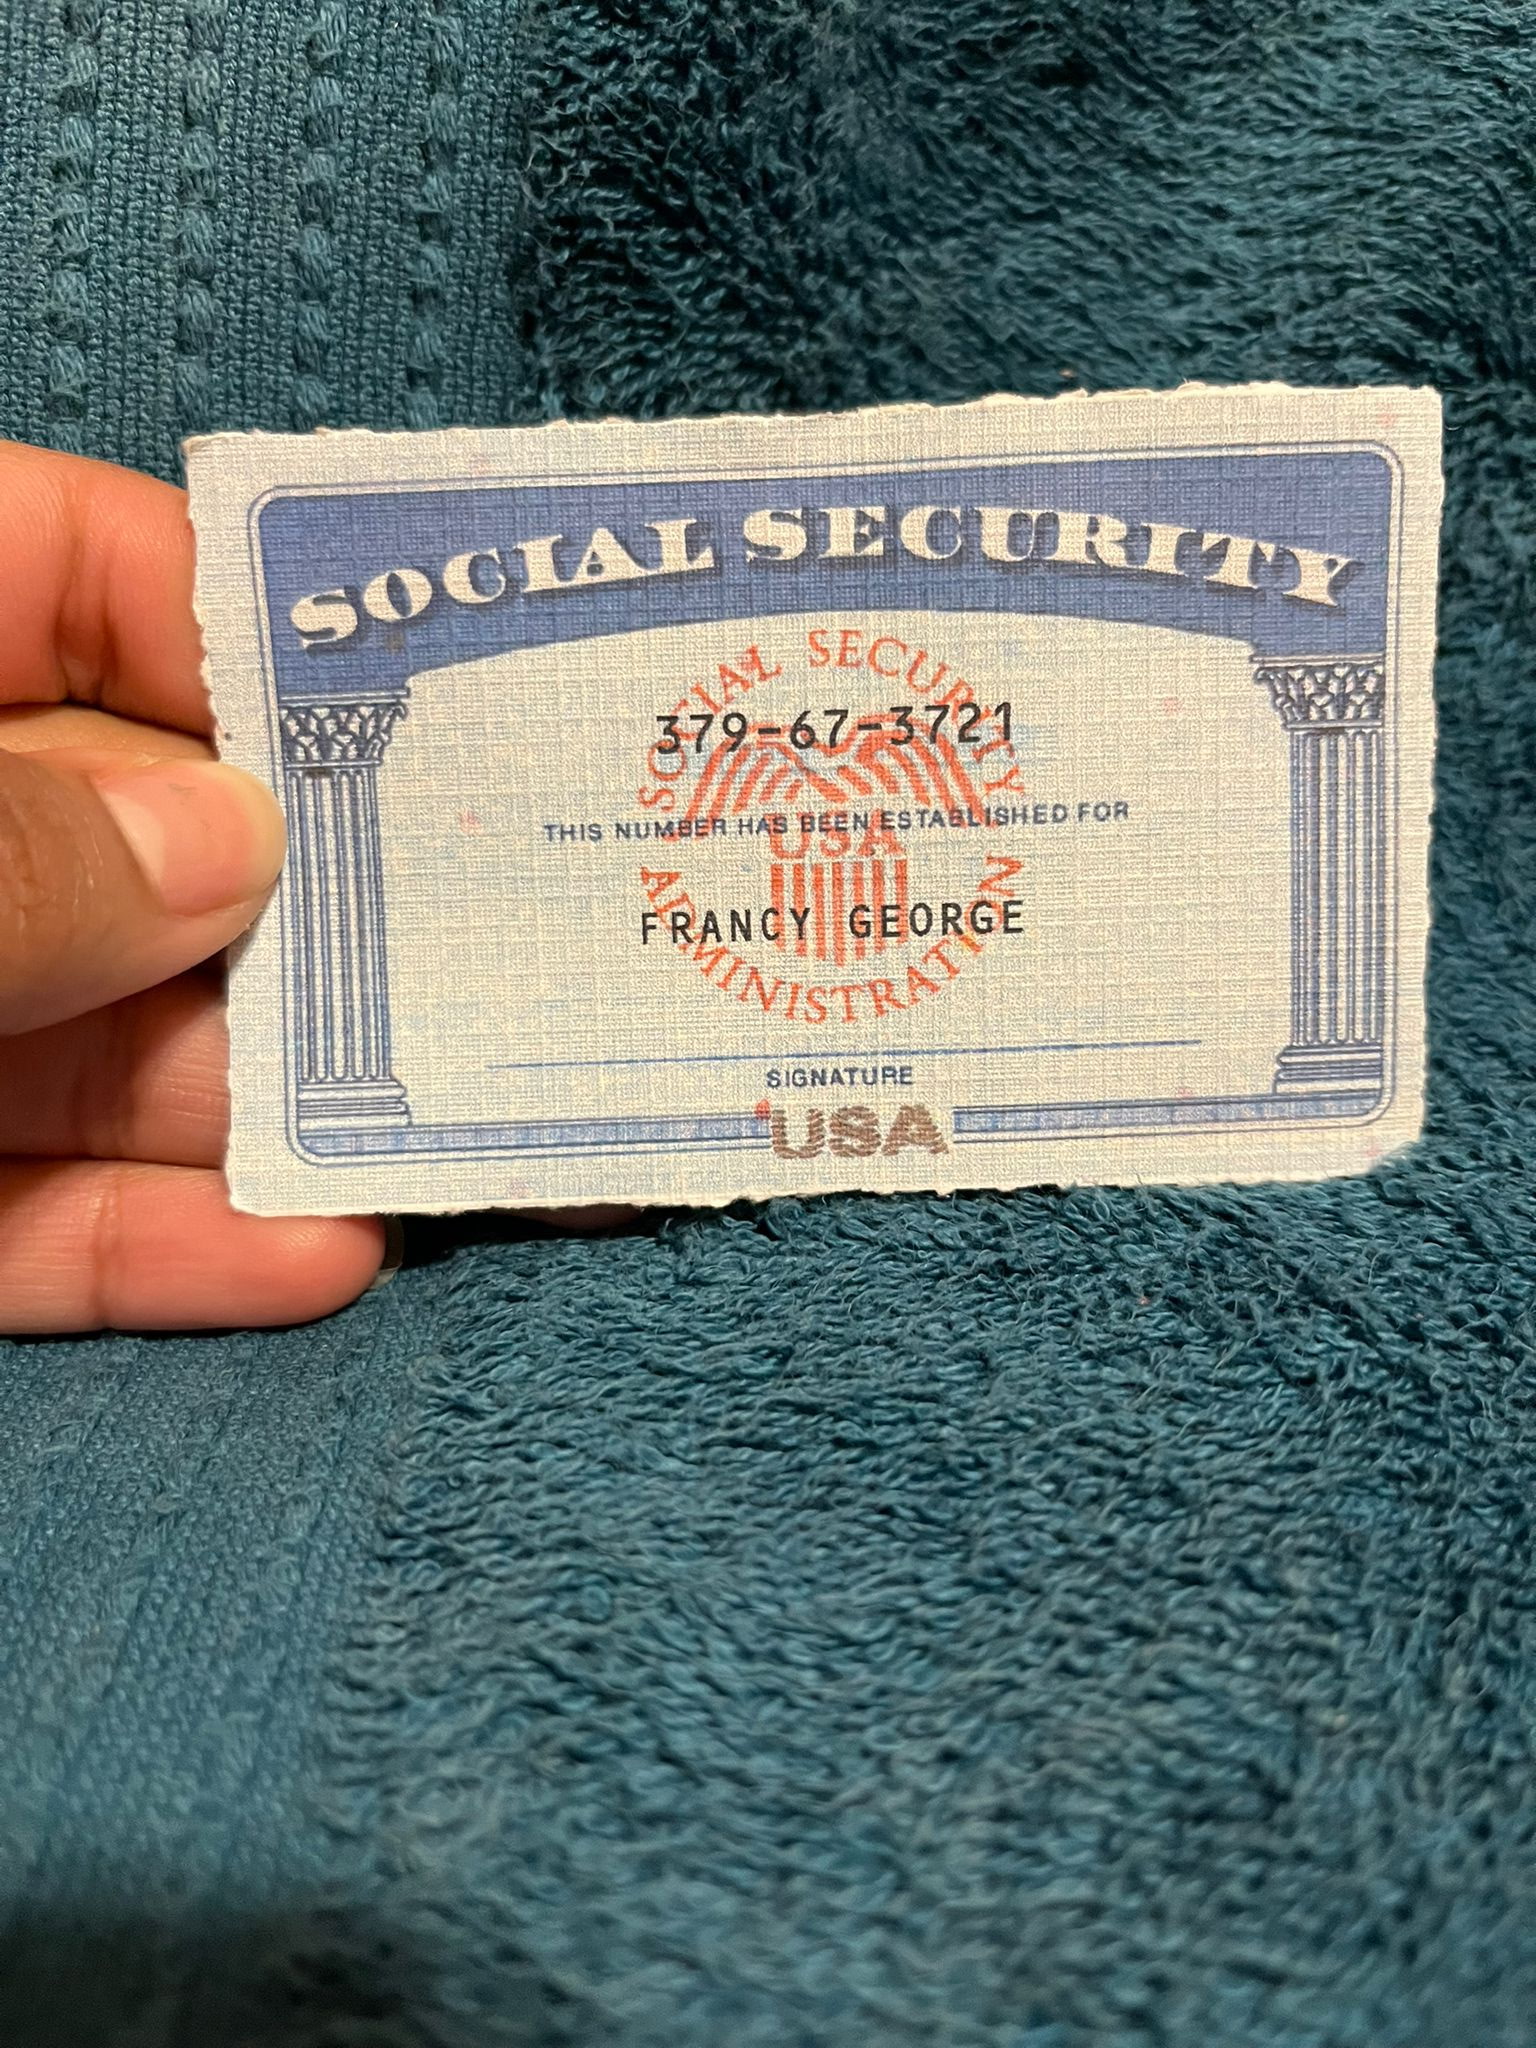 SOCIAL SECURITY
SOCIAL SECURITY ADMINISTRATION
379-67-3721
THIS NUMBER HAS BEEN ESTABLISHED FOR
USA
FRANCY GEORGE
SIGNATURE
USA